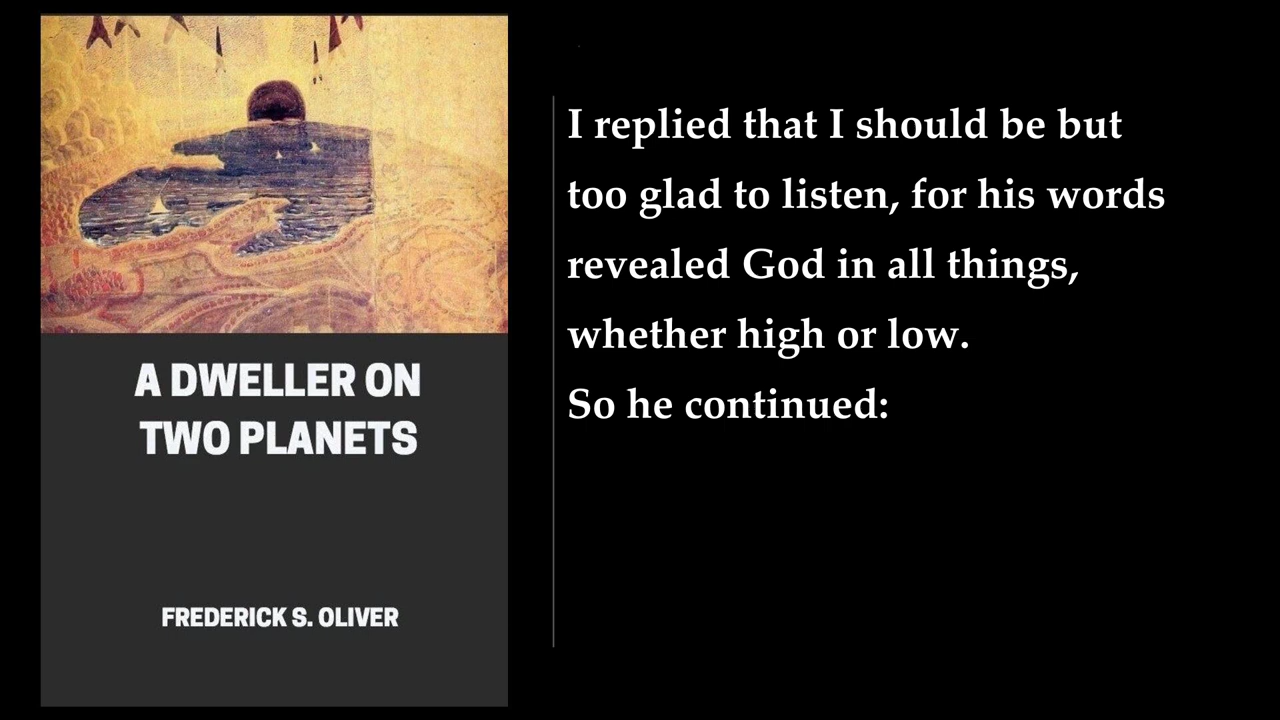 A DWELLER ON
TWO PLANETS
FREDERICK S. OLIVER
I replied that I should be but
too glad to listen, for his words
revealed God in all things,
whether high or low.
So he continued: